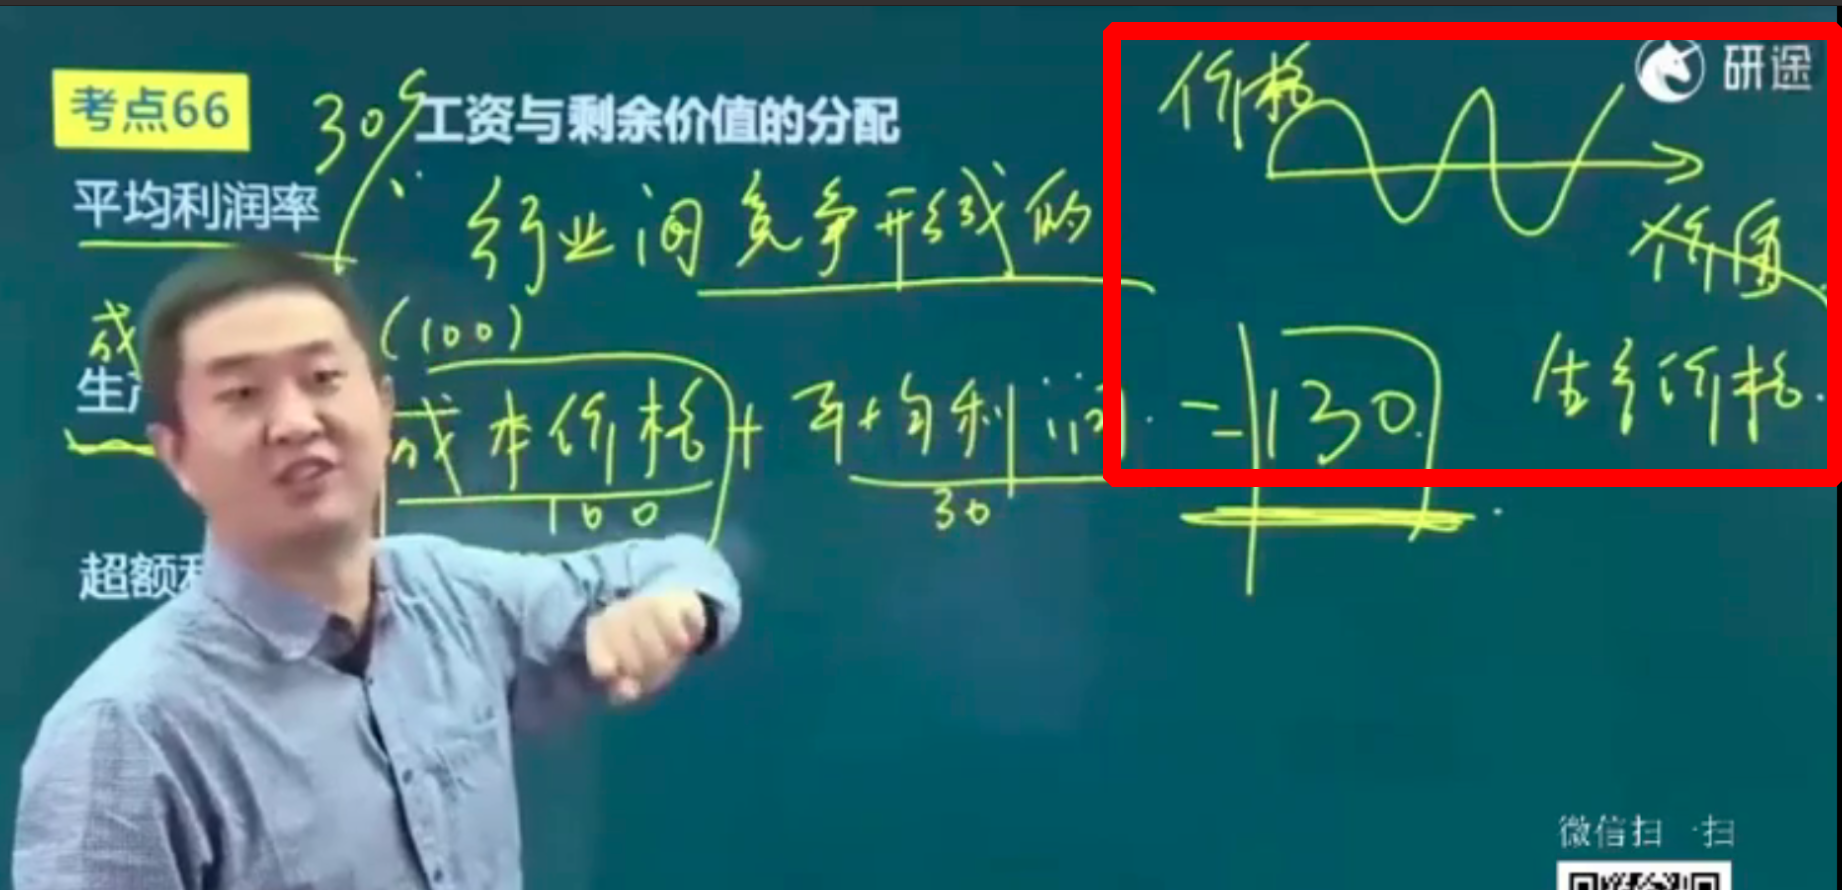 研途
价格
考点66
30%
工资与剩余价值的分配
平均利润率
行业间竞争形成的
价值
成
(100)
生产
成本价格 + 平均利润 = 130
生产价格
100
30
超额利
微信扫一扫